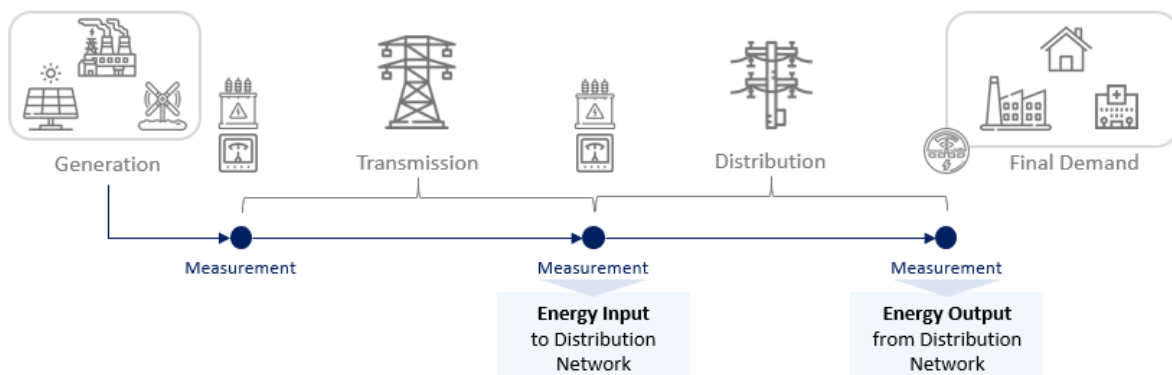 Generation
Transmission
Distribution
Final Demand
Measurement
Measurement
Measurement
Energy Input
to Distribution
Network
Energy Output
from Distribution
Network